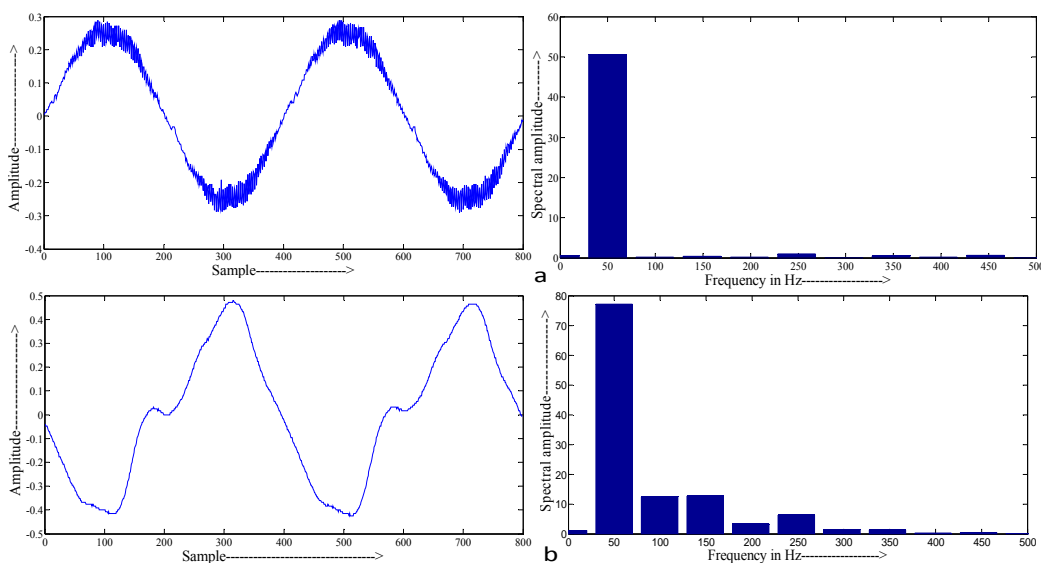 Amplitude-------------->
0.3
0.2
0.1
0
-0.1
-0.2
-0.3
-0.4
0 100 200 300 400 500 600 700 800
Sample------------------->
Spectral amplitude-------->
60
50
40
30
20
10
0
0 50 100 150 200 250 300 350 400 450 500
Frequency in Hz----------------->
a
Amplitude-------------->
0.5
0.4
0.3
0.2
0.1
0
-0.1
-0.2
-0.3
-0.4
-0.5
0 100 200 300 400 500 600 700 800
Sample-------------------------------->
Spectral amplitude-------->
80
70
60
50
40
30
20
10
0
0 50 100 150 200 250 300 350 400 450 500
Frequency in Hz----------------->
b